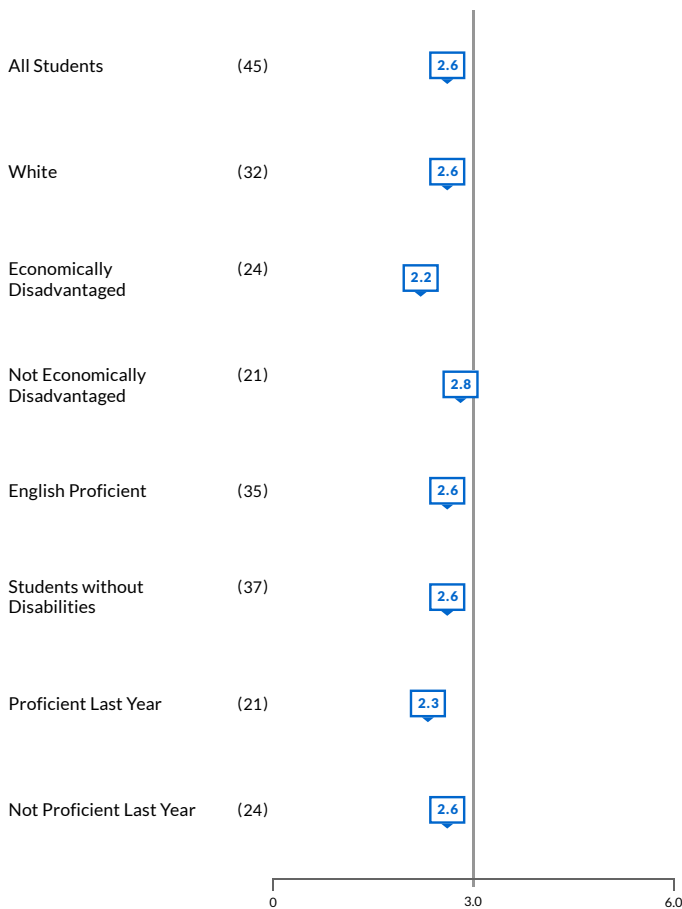 All Students (45) 2.6
White (32) 2.6
Economically (24)
Disadvantaged
2.2
Not Economically (21)
Disadvantaged
2.8
English Proficient (35) 2.6
Students without (37)
Disabilities
2.6
Proficient Last Year (21) 2.3
Not Proficient Last Year (24) 2.6
0 3.0 6.0